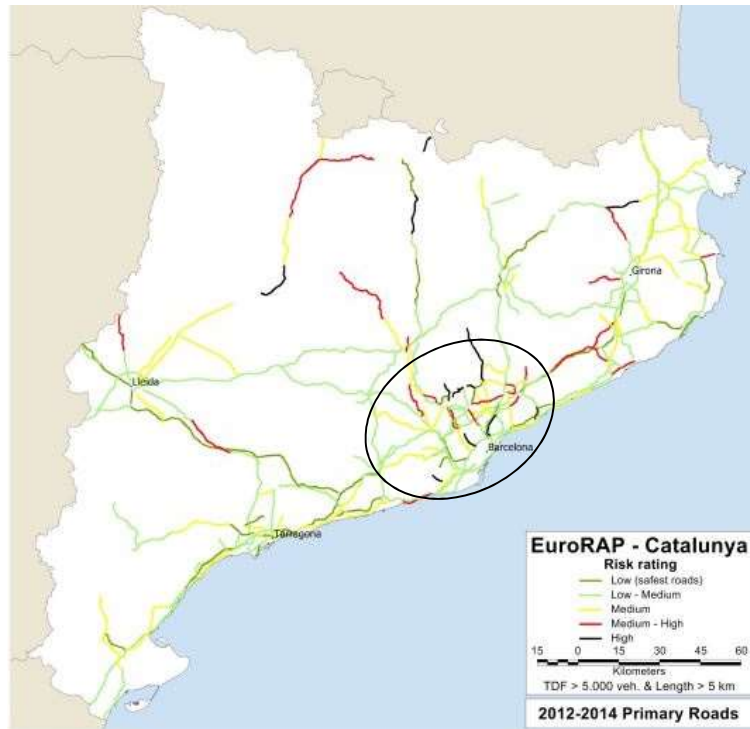 Girona
Lleida
Barcelona
Tarragona
EuroRAP - Catalunya
Risk rating
Low (safest roads)
Low - Medium
Medium
Medium - High
High
15 0 15 30 45 60
Kilometers
TDF > 5.000 veh. & Length > 5 km
2012-2014 Primary Roads